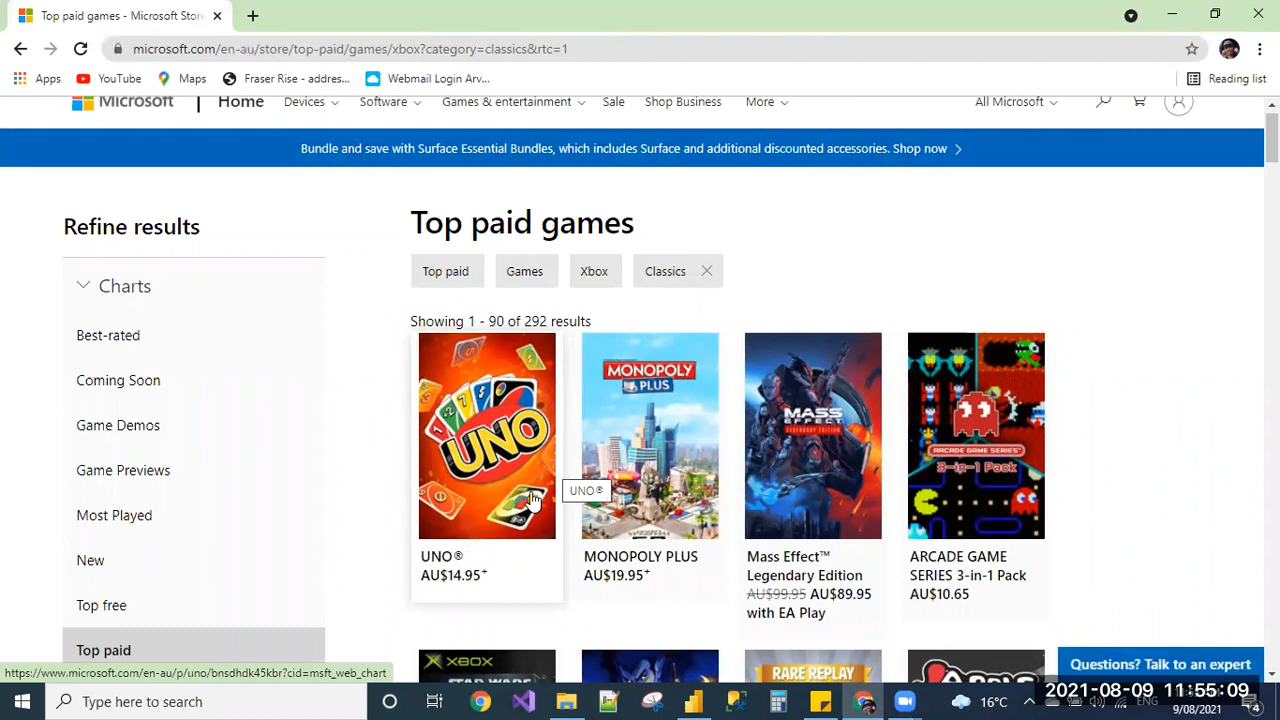 Top paid games - Microsoft Store
microsoft.com/en-au/store/top-paid/games/xbox?category=classics&rtc=1
Apps YouTube Maps Fraser Rise - addres... Webmail Login Arv... Reading list
Microsoft Home Devices Software Games & entertainment Sale Shop Business More All Microsoft
Bundle and save with Surface Essential Bundles, which includes Surface and additional discounted accessories. Shop now
Refine results
Charts
Best-rated
Coming Soon
Game Demos
Game Previews
Most Played
New
Top free
Top paid
Top paid games
Top paid Games Xbox Classics
Showing 1 - 90 of 292 results
UNO
UNO®
UNO®
AU$14.95+
MONOPOLY
PLUS
MONOPOLY PLUS
AU$19.95+
MASS
EFFECT
LEGENDARY EDITION
Mass Effect™
Legendary Edition
AU$99.95 AU$89.95
with EA Play
ARCADE GAME SERIES
3-in-1 Pack
ARCADE GAME
SERIES 3-in-1 Pack
AU$10.65
XBOX
STAR WARS
RARE REPLAY
Questions? Talk to an expert
https://www.microsoft.com/en-au/p/uno/bnsdhdk45kbr?cid=msft_web_chart
Type here to search
16°C
ENG
2021-08-09 11:55:09
9/08/2021
4